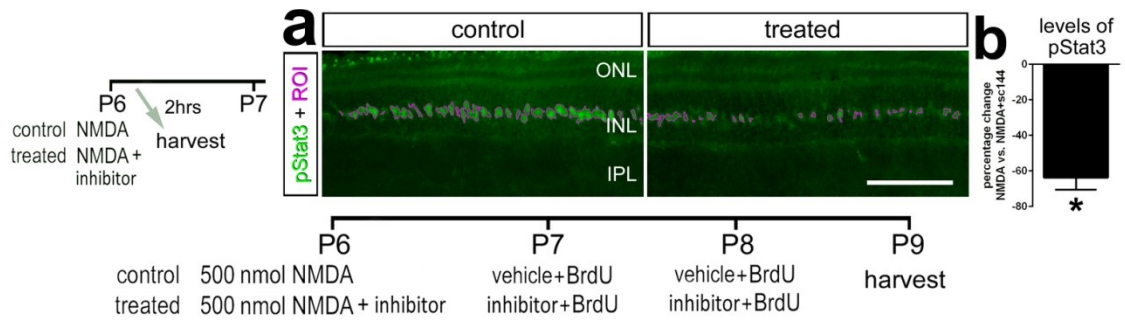 P6 P7
2hrs
control NMDA harvest
treated NMDA +
inhibitor
a
control treated
pStat3 + ROI
ONL
INL
IPL
b
levels of
pStat3
percentage change
NMDA vs. NMDA+sc144
0
-20
-40
-60
-80
*
P6 P7 P8 P9
control 500 nmol NMDA vehicle+BrdU vehicle+BrdU harvest
treated 500 nmol NMDA + inhibitor inhibitor+BrdU inhibitor+BrdU